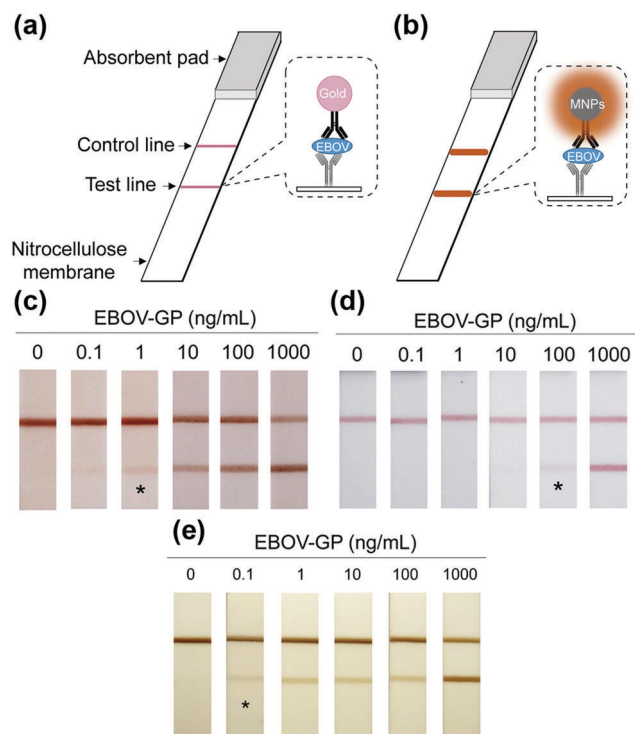 (a)
Absorbent pad
Control line
Test line
Nitrocellulose
membrane
Gold
EBOV
(b)
MNPs
EBOV
(c)
EBOV-GP (ng/mL)
0 0.1 1 10 100 1000
*
(d)
EBOV-GP (ng/mL)
0 0.1 1 10 100 1000
*
(e)
EBOV-GP (ng/mL)
0 0.1 1 10 100 1000
*